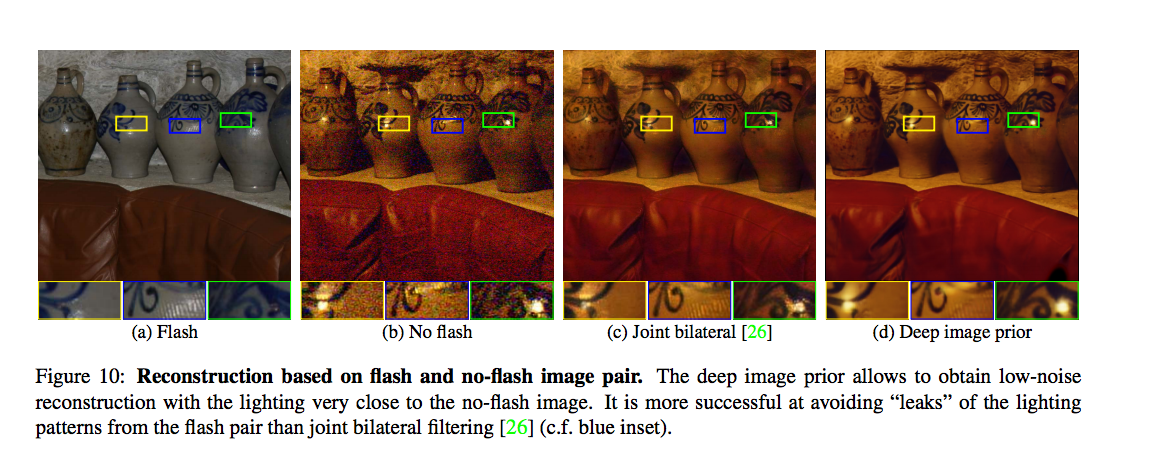 (a) Flash
(b) No flash
(c) Joint bilateral [26]
(d) Deep image prior
Figure 10: Reconstruction based on flash and no-flash image pair. The deep image prior allows to obtain low-noise
reconstruction with the lighting very close to the no-flash image. It is more successful at avoiding “leaks” of the lighting
patterns from the flash pair than joint bilateral filtering [26] (c.f. blue inset).